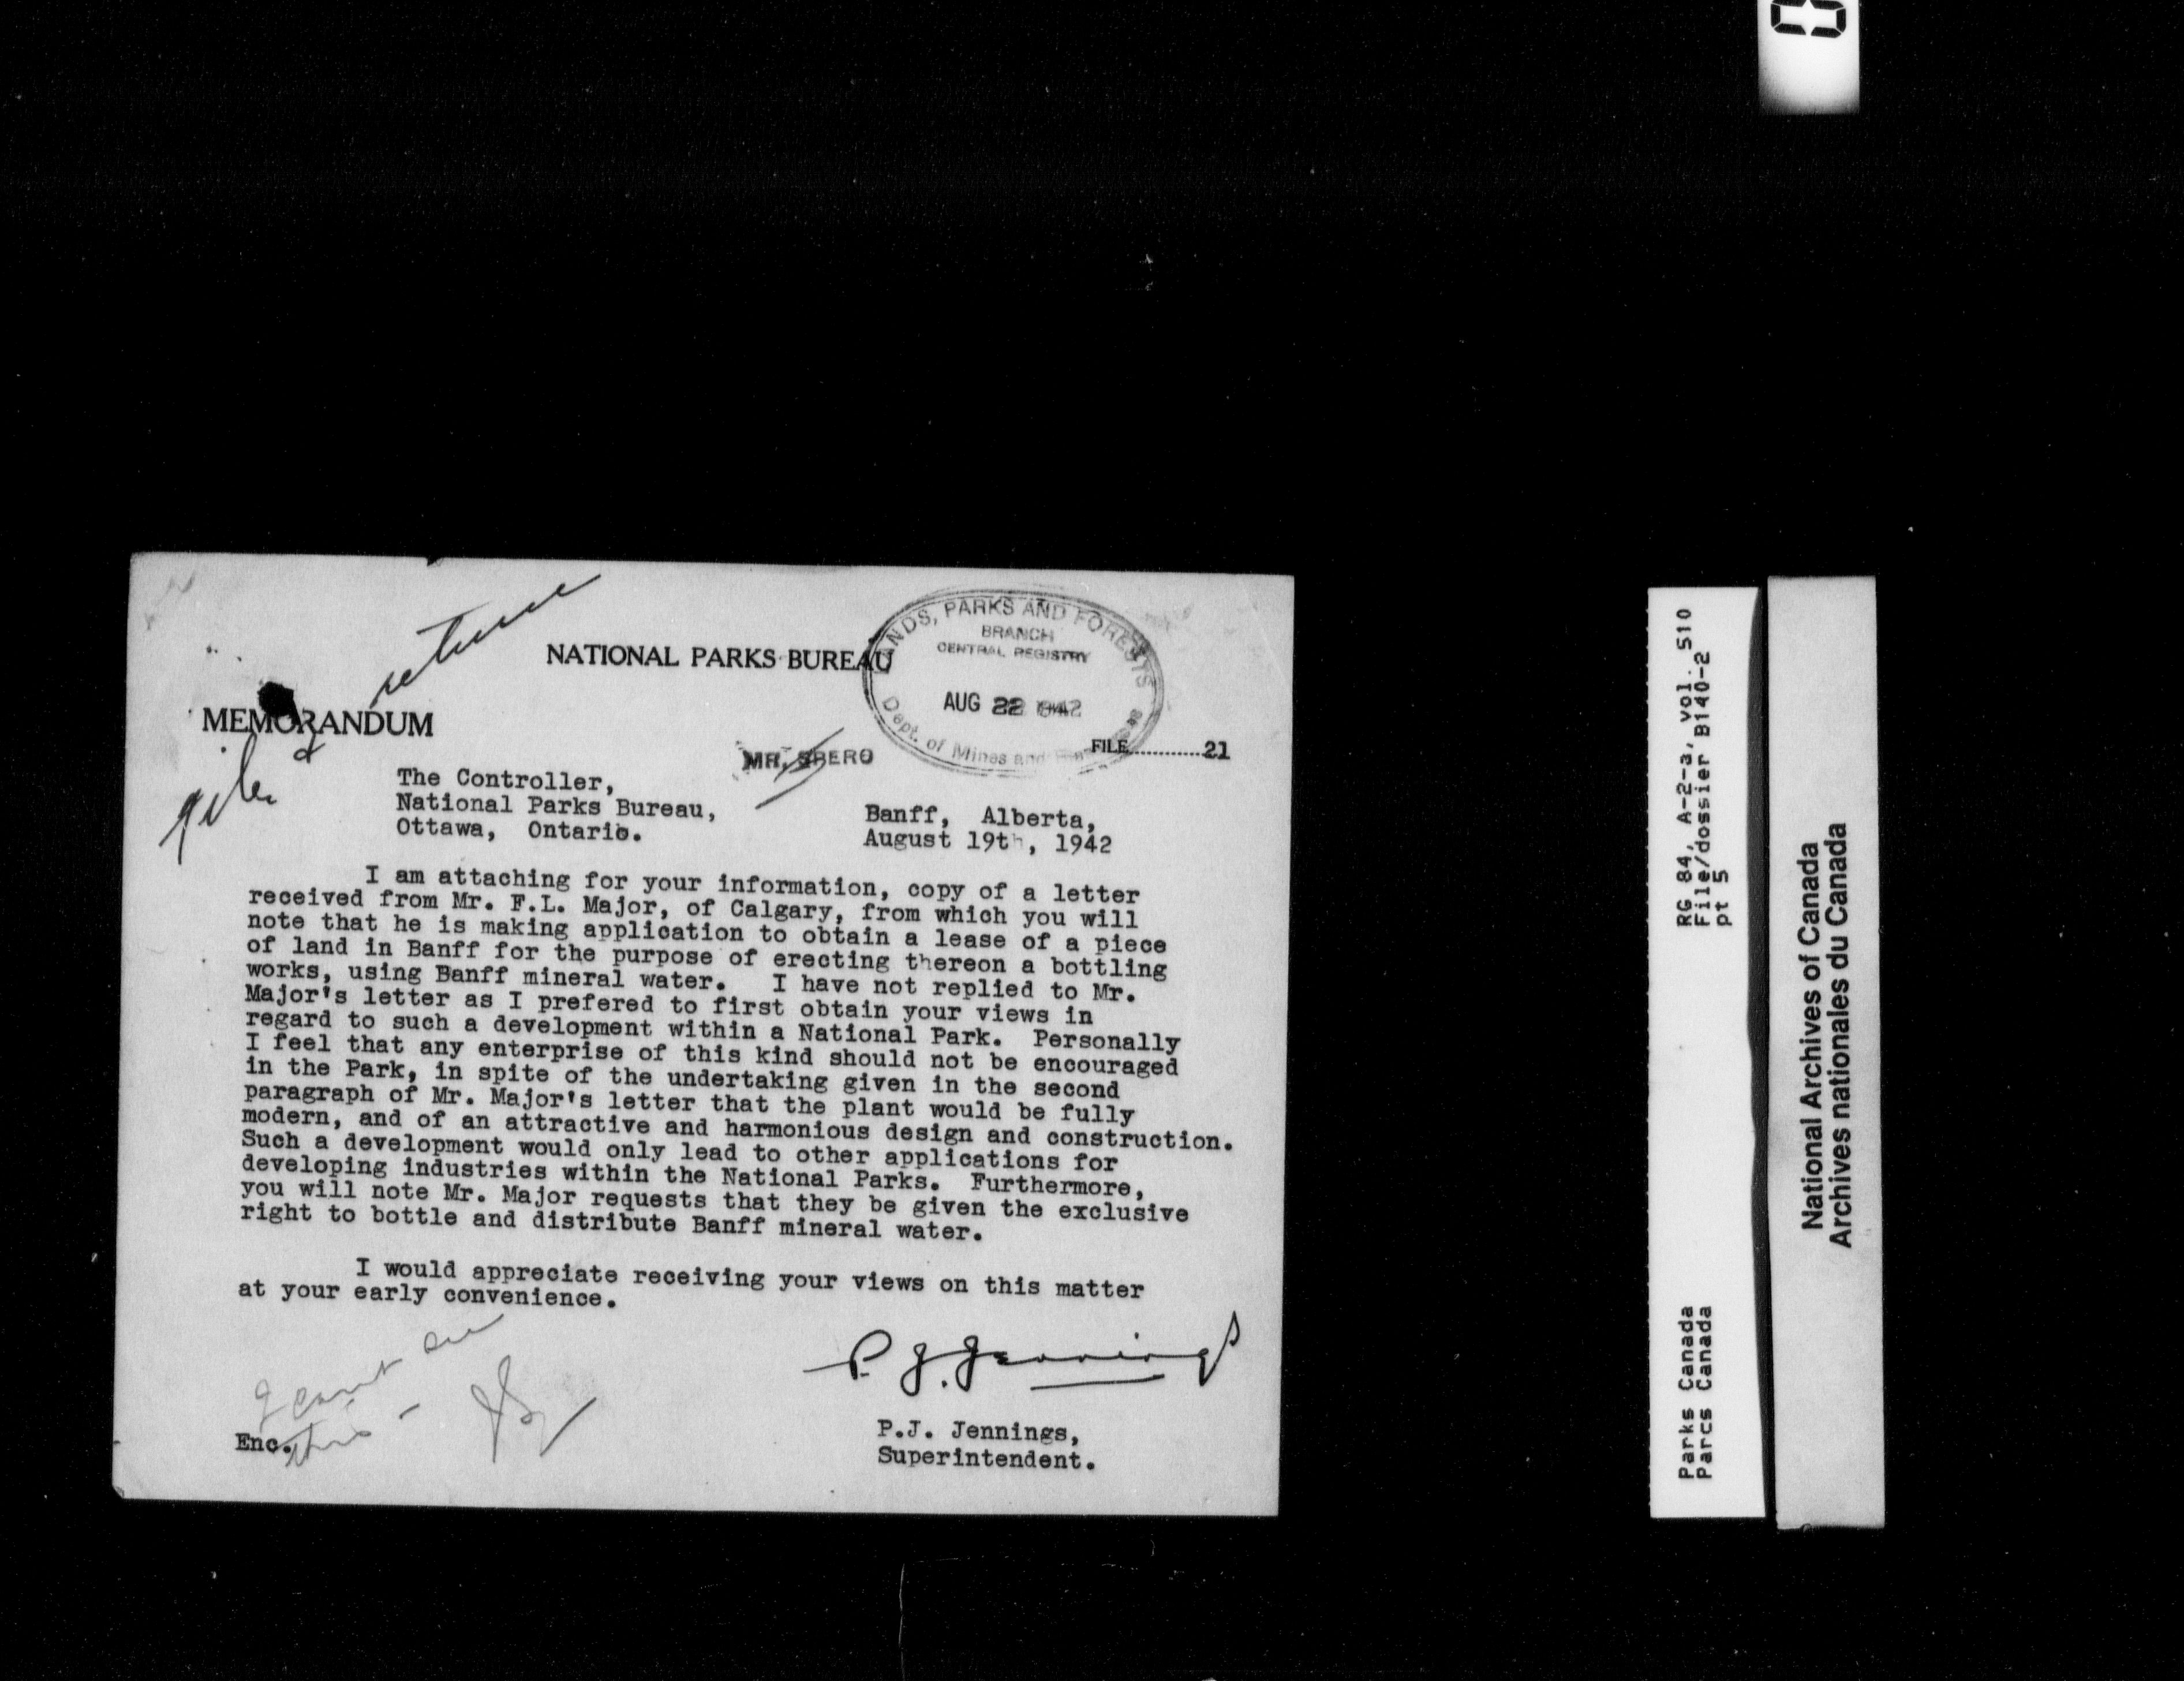 NATIONAL PARKS BUREAU
LANDS, PARKS AND FORESTS
BRANCH
CENTRAL REGISTRY
AUG 22 1942
Dept. of Mines and
MEMORANDUM
file &
return
MR. SPERO
FILE............21
The Controller,
National Parks Bureau,
Ottawa, Ontario.
Banff, Alberta,
August 19th, 1942
I am attaching for your information, copy of a letter
received from Mr. F.L. Major, of Calgary, from which you will
note that he is making application to obtain a lease of a piece
of land in Banff for the purpose of erecting thereon a bottling
works, using Banff mineral water. I have not replied to Mr.
Major's letter as I prefered to first obtain your views in
regard to such a development within a National Park. Personally
I feel that any enterprise of this kind should not be encouraged
in the Park, in spite of the undertaking given in the second
paragraph of Mr. Major's letter that the plant would be fully
modern, and of an attractive and harmonious design and construction.
Such a development would only lead to other applications for
developing industries within the National Parks. Furthermore,
you will note Mr. Major requests that they be given the exclusive
right to bottle and distribute Banff mineral water.
I would appreciate receiving your views on this matter
at your early convenience.
P. J. Jennings
I can't see
this -
Enc.
P.J. Jennings,
Superintendent.
RG 84, A-2-a, vol. 510
File/dossier B140-2
pt 5
Parks Canada
Parcs Canada
National Archives of Canada
Archives nationales du Canada